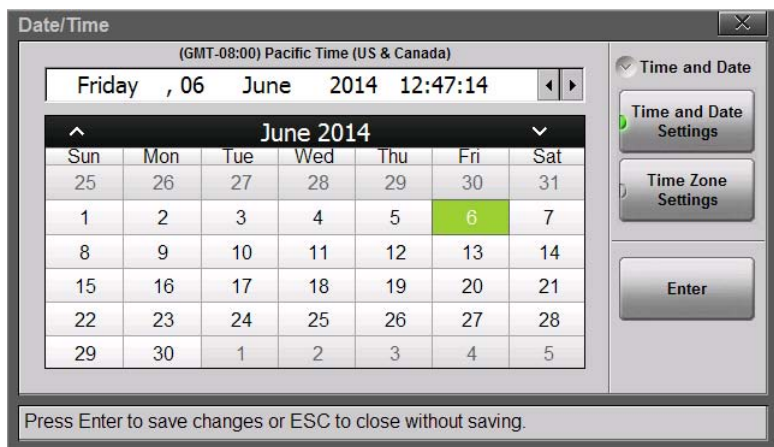 Date/Time
(GMT-08:00) Pacific Time (US & Canada)
Friday , 06 June 2014 12:47:14
June 2014
Sun Mon Tue Wed Thu Fri Sat
25 26 27 28 29 30 31
1 2 3 4 5 6 7
8 9 10 11 12 13 14
15 16 17 18 19 20 21
22 23 24 25 26 27 28
29 30 1 2 3 4 5
Time and Date
Time and Date
Settings
Time Zone
Settings
Enter
Press Enter to save changes or ESC to close without saving.